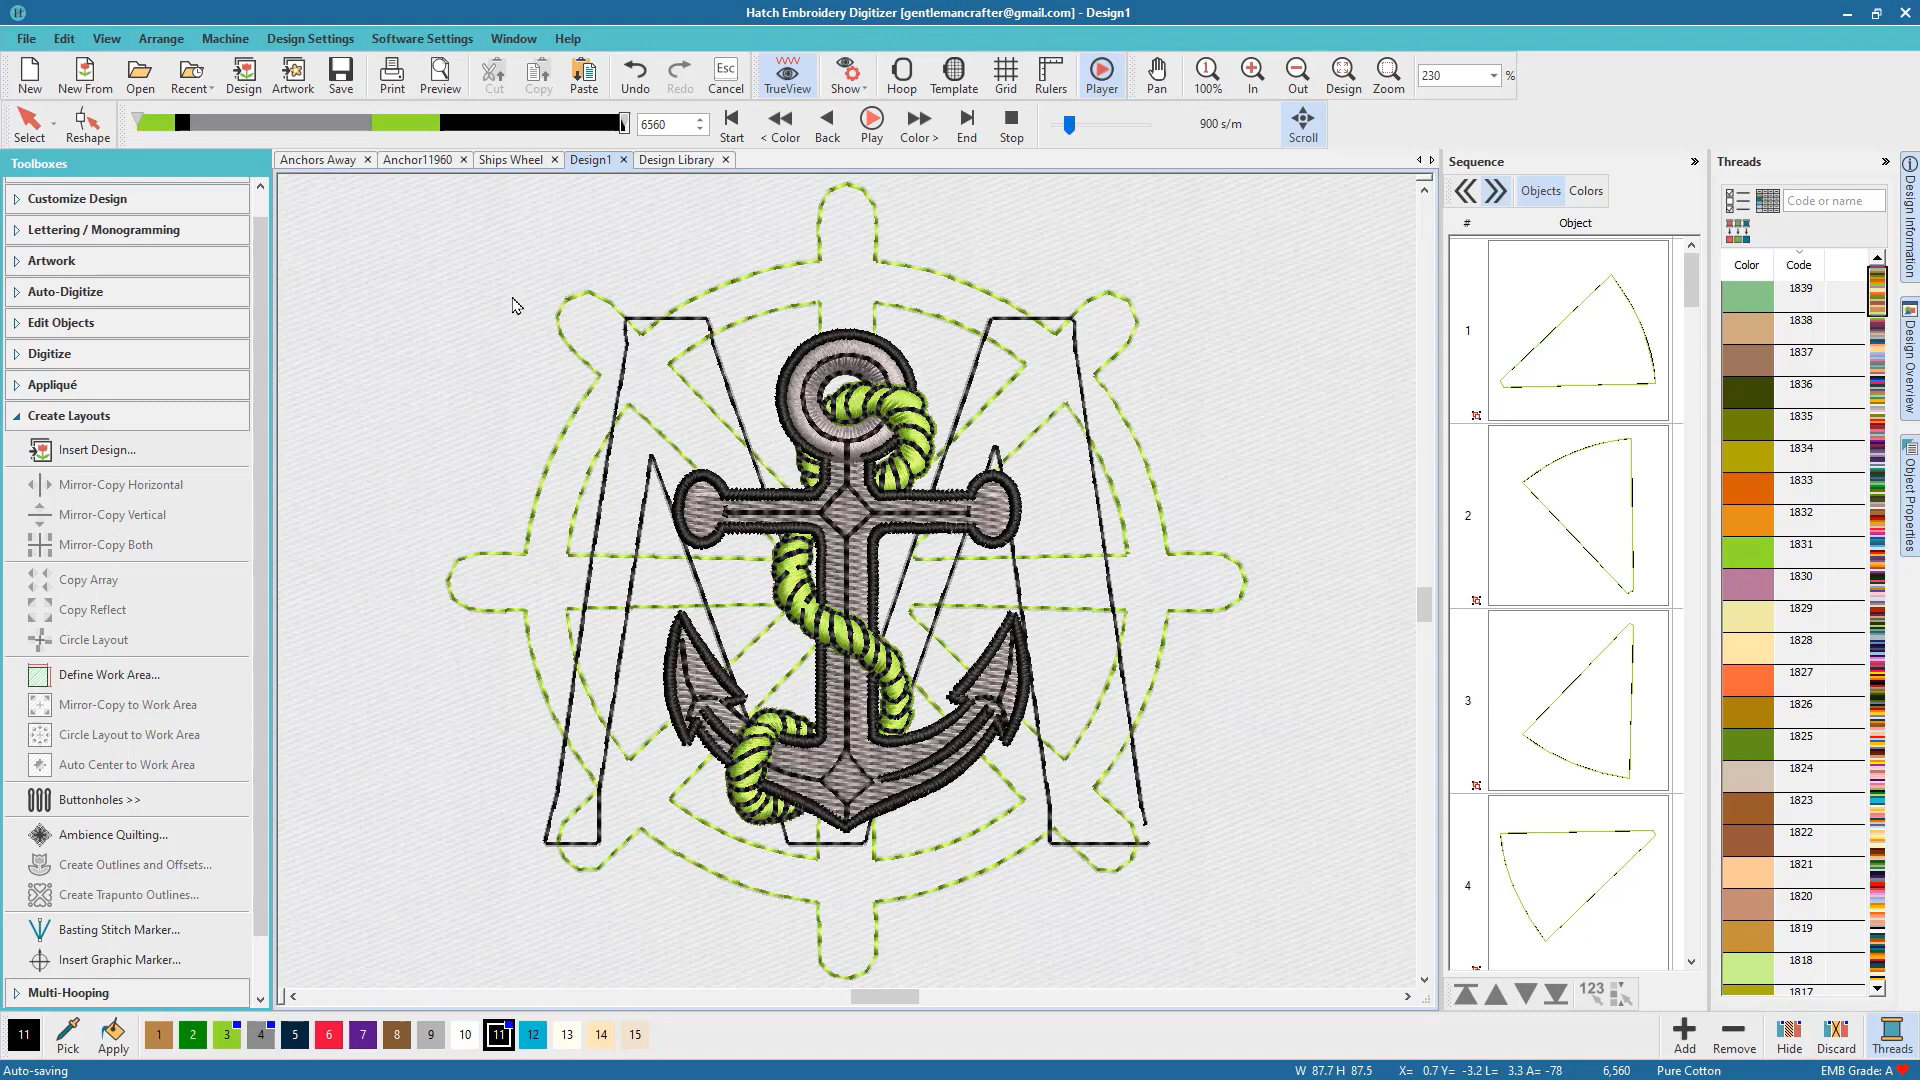 Hatch Embroidery Digitizer [gentlemancrafter@gmail.com] - Design1
File Edit View Arrange Machine Design Settings Software Settings Window Help
New New From Open Recent Design Artwork Save Print Preview Cut Copy Paste Undo Redo Esc Cancel TrueView Show Hoop Template Grid Rulers Player Pan 1 100% In Out Design Zoom 230 %
Select Reshape 6560 Start < Color Back Play Color > End Stop 900 s/m Scroll
Toolboxes
Customize Design
Lettering / Monogramming
Artwork
Auto-Digitize
Edit Objects
Digitize
Appliqué
Create Layouts
Insert Design...
Mirror-Copy Horizontal
Mirror-Copy Vertical
Mirror-Copy Both
Copy Array
Copy Reflect
Circle Layout
Define Work Area...
Mirror-Copy to Work Area
Circle Layout to Work Area
Auto Center to Work Area
Buttonholes >>
Ambience Quilting...
Create Outlines and Offsets...
Create Trapunto Outlines...
Basting Stitch Marker...
Insert Graphic Marker...
Multi-Hooping
Anchors Away Anchor11960 Ships Wheel Design1 Design Library
M
Sequence
Objects Colors
# Object
1
2
3
4
123
Threads
Code or name
Color Code
1839
1838
1837
1836
1835
1834
1833
1832
1831
1830
1829
1828
1827
1826
1825
1824
1823
1822
1821
1820
1819
1818
1817
Design Information
Design Overview
Object Properties
11 Pick Apply 1 2 3 4 5 6 7 8 9 10 11 12 13 14 15 Add Remove Hide Discard Threads
Auto-saving W 87.7 H 87.5 X= 0.7 Y= -3.2 L= 3.3 A= -78 6,560 Pure Cotton EMB Grade: A